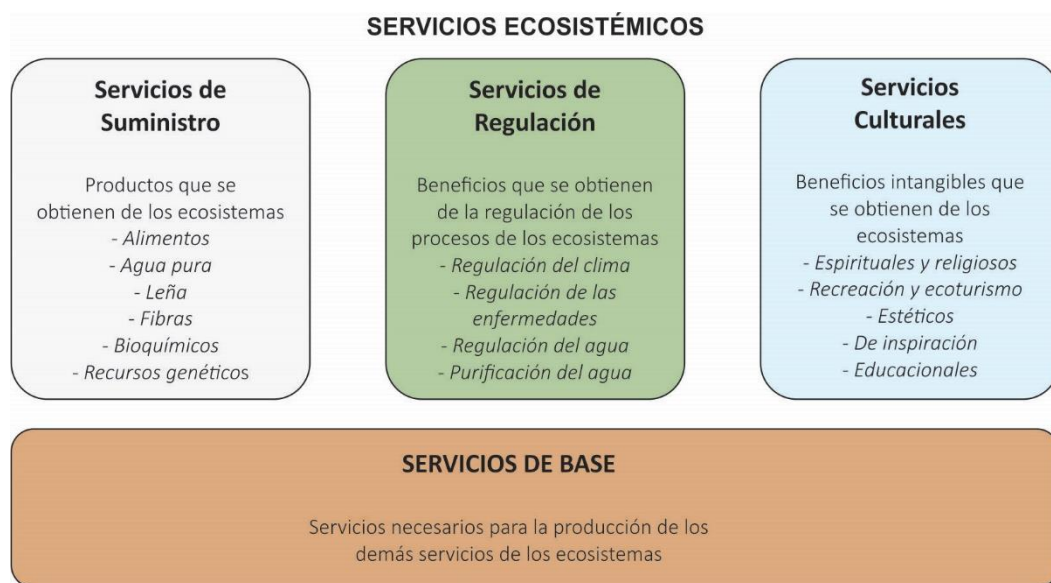 SERVICIOS ECOSISTÉMICOS
Servicios de
Suministro
Productos que se
obtienen de los ecosistemas
- Alimentos
- Agua pura
- Leña
- Fibras
- Bioquímicos
- Recursos genéticos
Servicios de
Regulación
Beneficios que se obtienen
de la regulación de los
procesos de los ecosistemas
- Regulación del clima
- Regulación de las
enfermedades
- Regulación del agua
- Purificación del agua
Servicios
Culturales
Beneficios intangibles que
se obtienen de los
ecosistemas
- Espirituales y religiosos
- Recreación y ecoturismo
- Estéticos
- De inspiración
- Educacionales
SERVICIOS DE BASE
Servicios necesarios para la producción de los
demás servicios de los ecosistemas